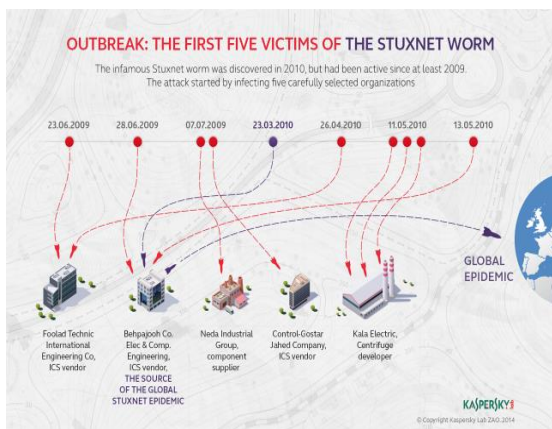 OUTBREAK: THE FIRST FIVE VICTIMS OF THE STUXNET WORM
The infamous Stuxnet worm was discovered in 2010, but had been active since at least 2009.
The attack started by infecting five carefully selected organizations
23.06.2009 28.06.2009 07.07.2009 23.03.2010 26.04.2010 11.05.2010 13.05.2010
GLOBAL
EPIDEMIC
Foolad Technic
International
Engineering Co,
ICS vendor
Behpajooh Co.
Elec & Comp.
Engineering,
ICS vendor,
THE SOURCE
OF THE GLOBAL
STUXNET EPIDEMIC
Neda Industrial
Group,
component
supplier
Control-Gostar
Jahed Company,
ICS vendor
Kala Electric,
Centrifuge
developer
KASPERSKY
© Copyright Kaspersky Lab ZAO, 2014